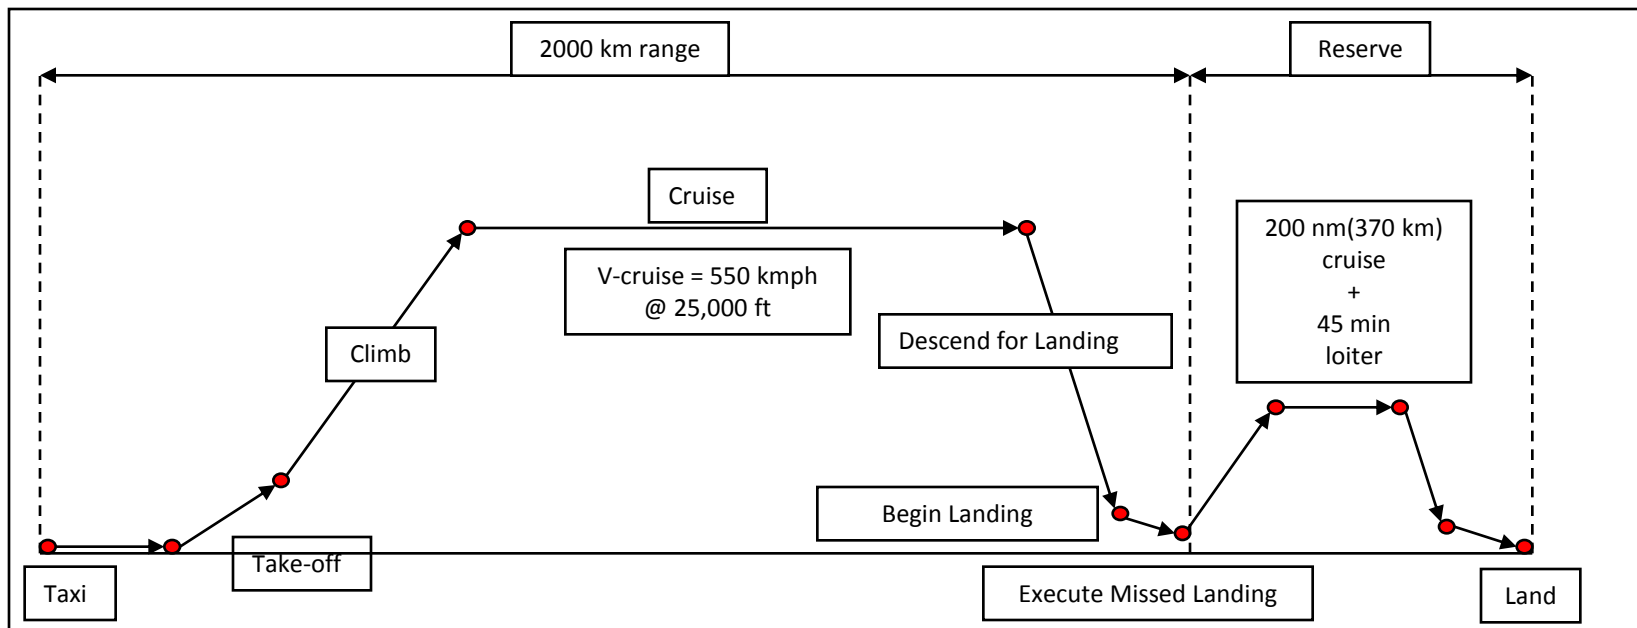 2000 km range
Reserve
Cruise
200 nm(370 km)
cruise
+
45 min
loiter
V-cruise = 550 kmph
@ 25,000 ft
Climb
Descend for Landing
Begin Landing
Take-off
Taxi
Execute Missed Landing
Land